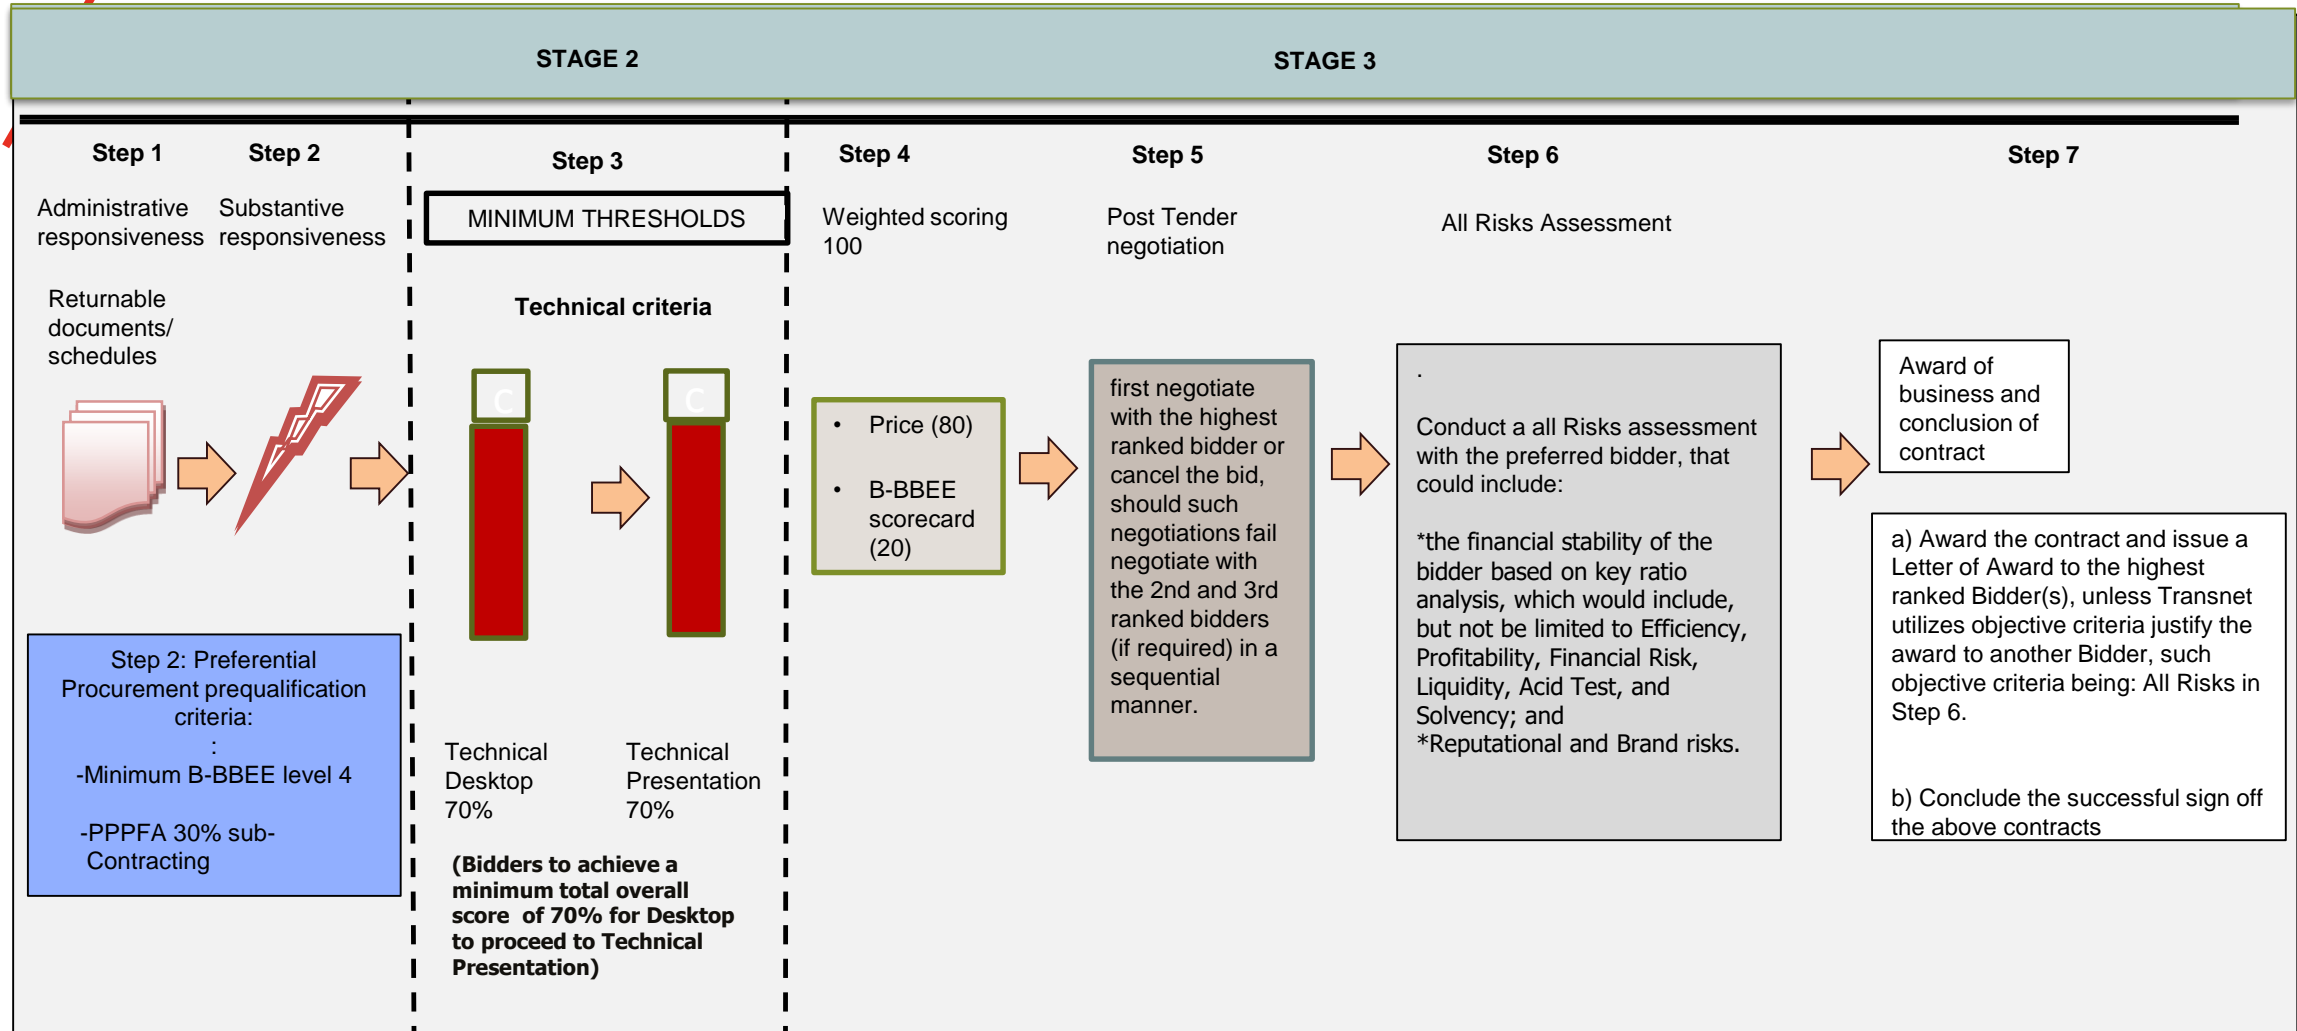 STAGE 2
STAGE 3
Step 1
Step 2
Step 3
Step 4
Step 5
Step 6
Step 7
Administrative
responsiveness
Substantive
responsiveness
MINIMUM THRESHOLDS
Weighted scoring
100
Post Tender
negotiation
All Risks Assessment
Returnable
documents/
schedules
Technical criteria
C
C
Step 2: Preferential
Procurement prequalification
criteria:
:
-Minimum B-BBEE level 4
-PPPFA 30% sub-
Contracting
Technical
Desktop
70%
Technical
Presentation
70%
(Bidders to achieve a
minimum total overall
score of 70% for Desktop
to proceed to Technical
Presentation)
• Price (80)
• B-BBEE
scorecard
(20)
first negotiate
with the highest
ranked bidder or
cancel the bid,
should such
negotiations fail
negotiate with
the 2nd and 3rd
ranked bidders
(if required) in a
sequential
manner.
.
Conduct a all Risks assessment
with the preferred bidder, that
could include:
*the financial stability of the
bidder based on key ratio
analysis, which would include,
but not be limited to Efficiency,
Profitability, Financial Risk,
Liquidity, Acid Test, and
Solvency; and
*Reputational and Brand risks.
Award of
business and
conclusion of
contract
a) Award the contract and issue a
Letter of Award to the highest
ranked Bidder(s), unless Transnet
utilizes objective criteria justify the
award to another Bidder, such
objective criteria being: All Risks in
Step 6.
b) Conclude the successful sign off
the above contracts